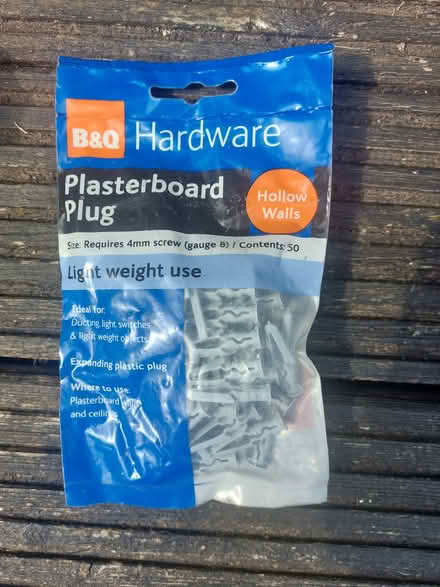 B&Q Hardware
Plasterboard
Plug
Hollow
Walls
Size: Requires 4mm screw (gauge 8) / Contents: 50
Light weight use
Ideal for:
Ducting, light switches
& light weight objects
Expanding plastic plug
Where to use:
Plasterboard walls
and ceilings